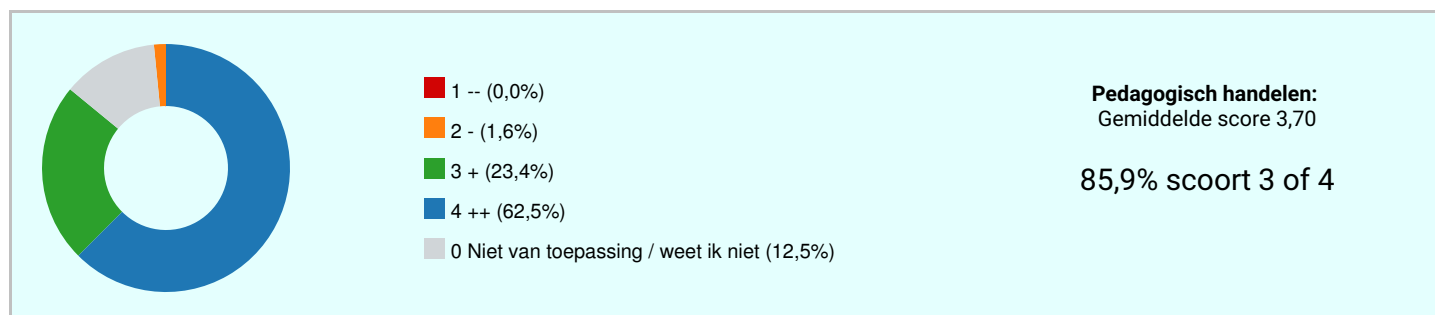 1 -- (0,0%)
2 - (1,6%)
3 + (23,4%)
4 ++ (62,5%)
0 Niet van toepassing / weet ik niet (12,5%)
Pedagogisch handelen:
Gemiddelde score 3,70
85,9% scoort 3 of 4